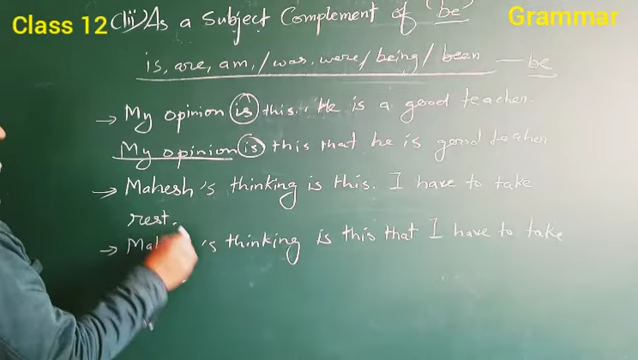 Class 12 (iii) As a Subject Complement of 'be' Grammar
is, are, am, / was, were / being / been — be
→ My opinion is this. He is a good teacher.
My opinion is this that he is good teacher
→ Mahesh's thinking is this. I have to take
rest.
→ 's thinking is this that I have to take